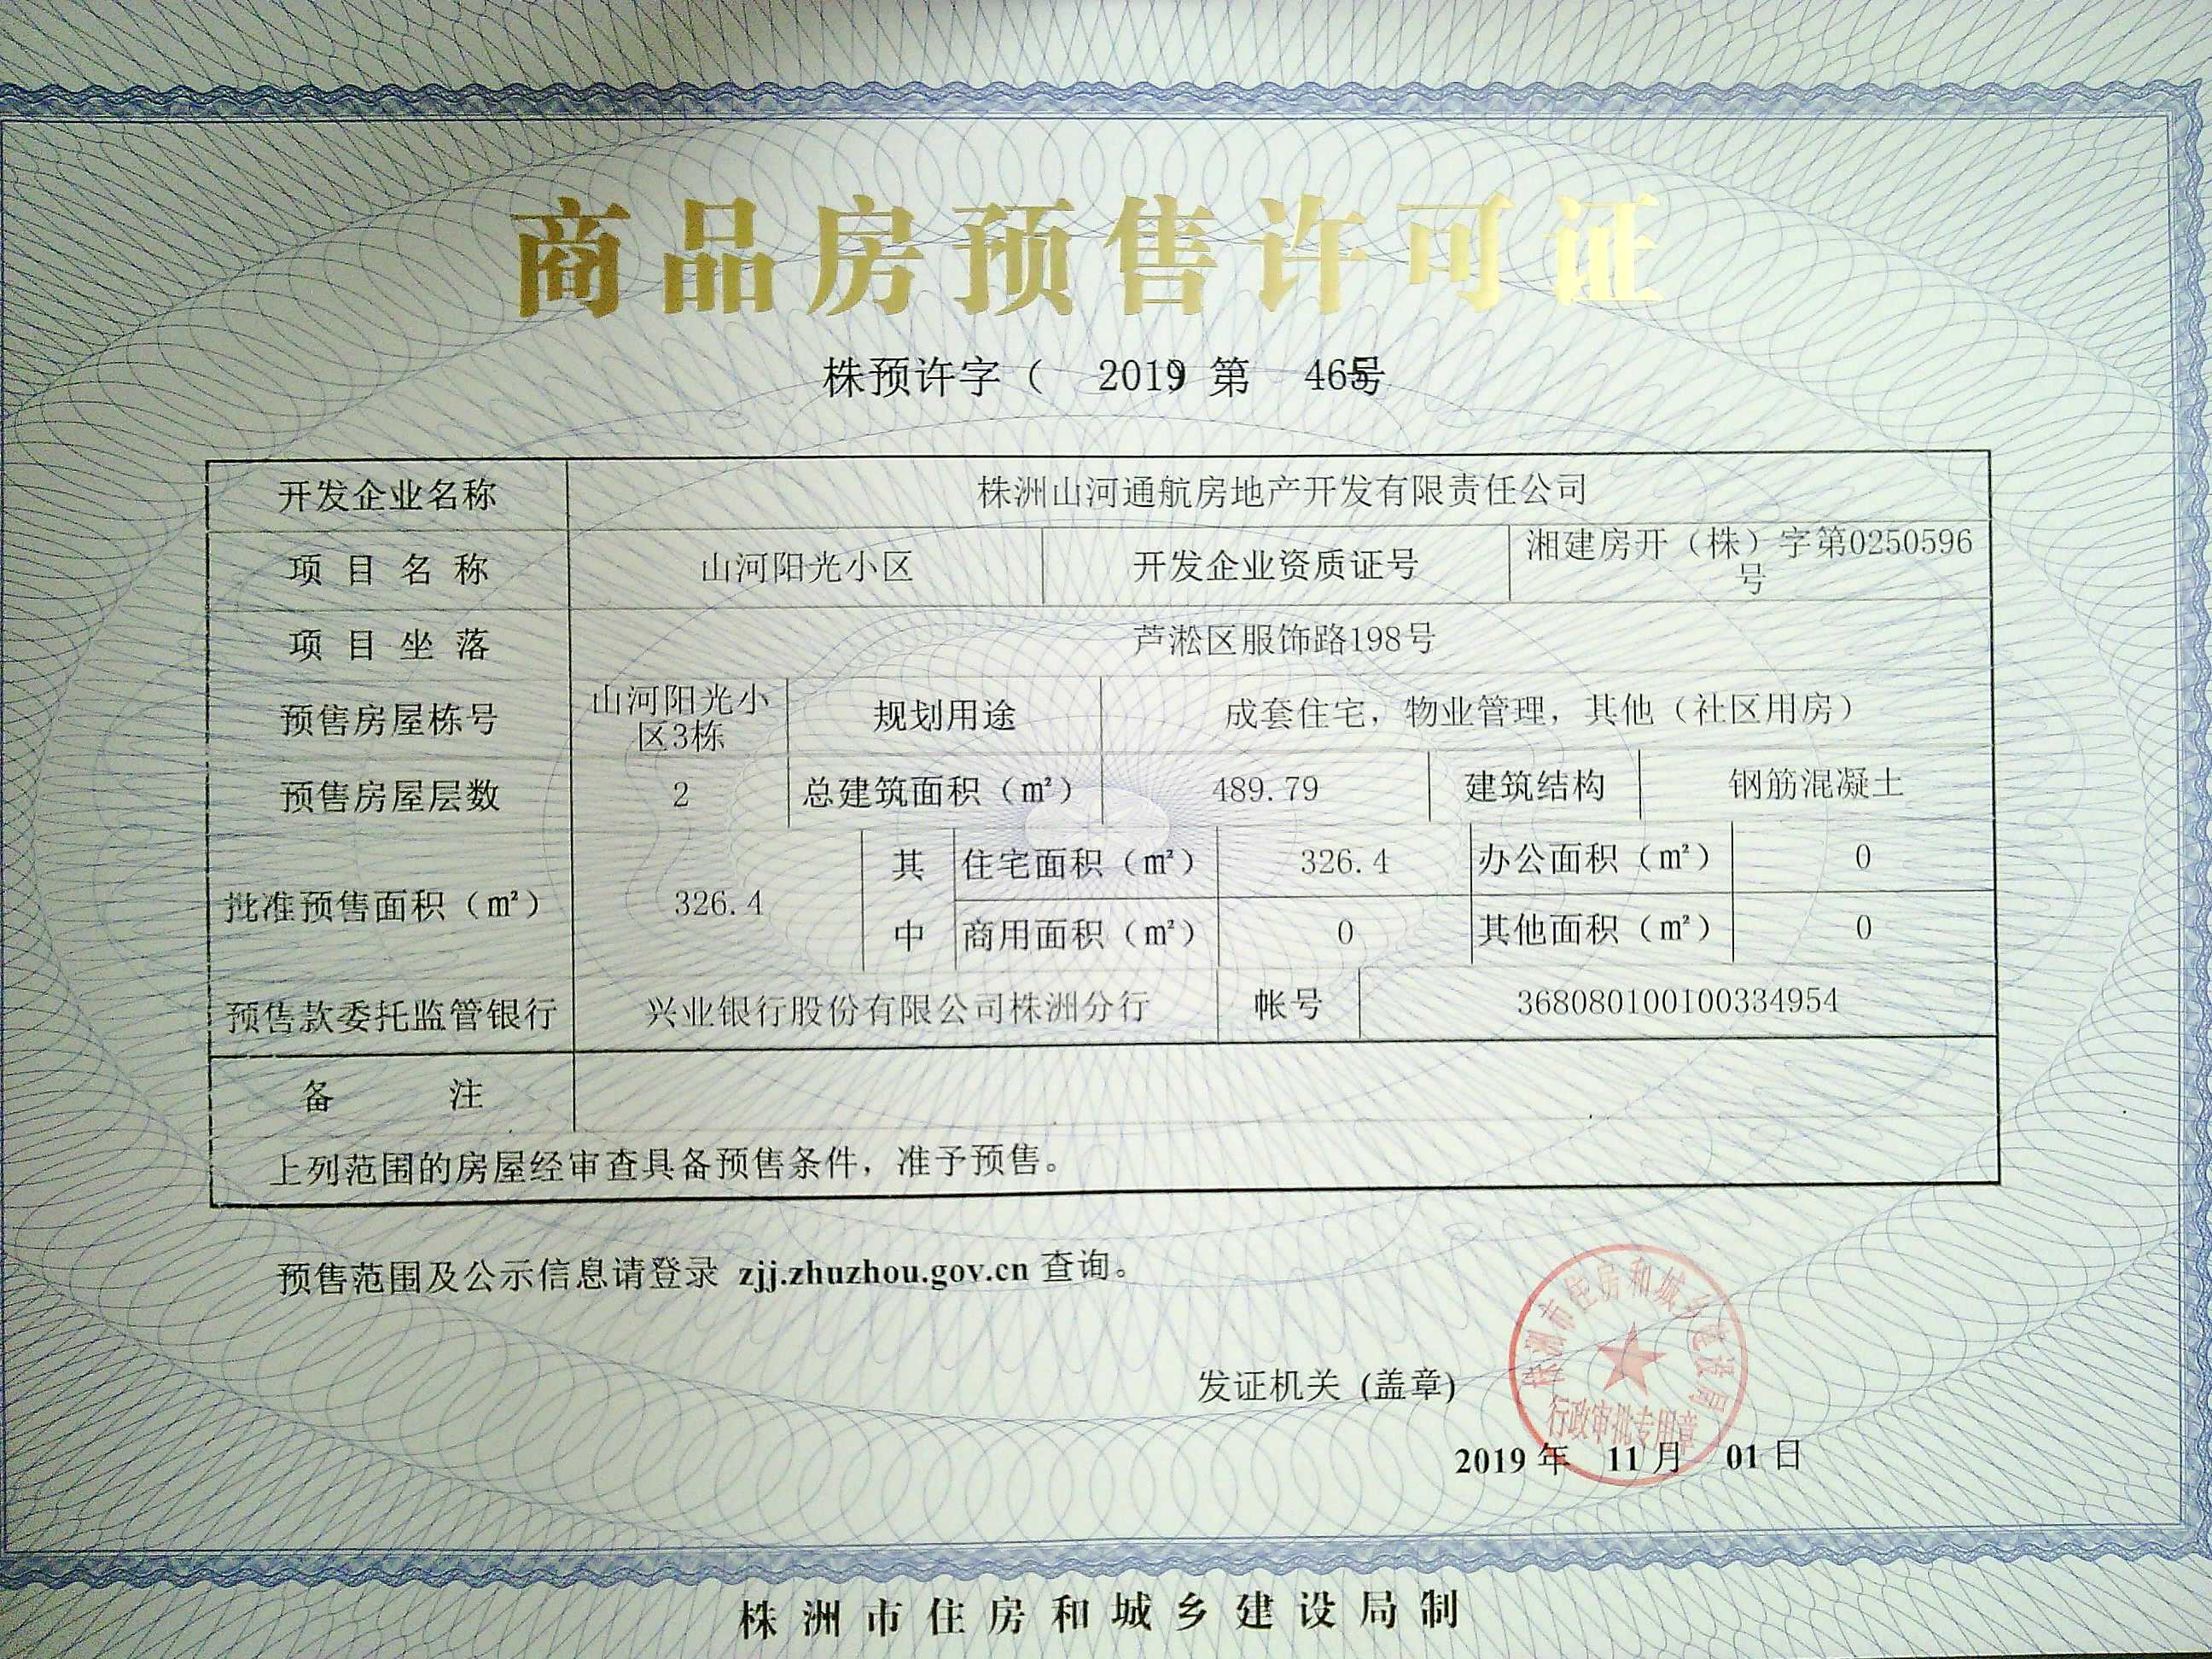 商品房预售许可证
株预许字（ 2019 第 465号
开发企业名称 株洲山河通航房地产开发有限责任公司
项目名称 山河阳光小区 开发企业资质证号 湘建房开（株）字第0250596
号
项目坐落 芦淞区服饰路198号
预售房屋栋号 山河阳光小 规划用途 成套住宅，物业管理，其他（社区用房）
区3栋
预售房屋层数 2 总建筑面积（㎡） 489.79 建筑结构 钢筋混凝土
批准预售面积（㎡） 326.4 其 住宅面积（㎡） 326.4 办公面积（㎡） 0
中 商用面积（㎡） 0 其他面积（㎡） 0
预售款委托监管银行 兴业银行股份有限公司株洲分行 帐号 368080100100334954
备注
上列范围的房屋经审查具备预售条件，准予预售。
预售范围及公示信息请登录 zjj.zhuzhou.gov.cn 查询。
株洲市住房和城乡建设局
行政审批专用章
发证机关 (盖章)
2019 年 11 月 01 日
株洲市住房和城乡建设局制